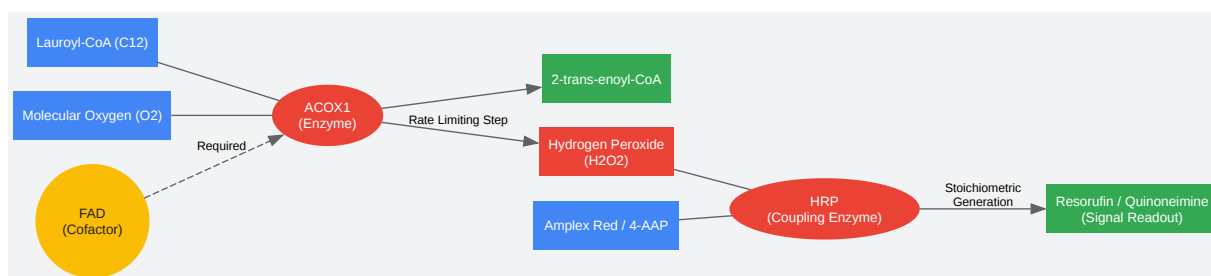 Lauroyl-CoA (C12)
Molecular Oxygen (O2)
Required
FAD
(Cofactor)
ACOX1
(Enzyme)
Rate Limiting Step
2-trans-enoyl-CoA
Hydrogen Peroxide
(H2O2)
Amplex Red / 4-AAP
HRP
(Coupling Enzyme)
Stoichiometric
Generation
Resorufin / Quinoneimine
(Signal Readout)